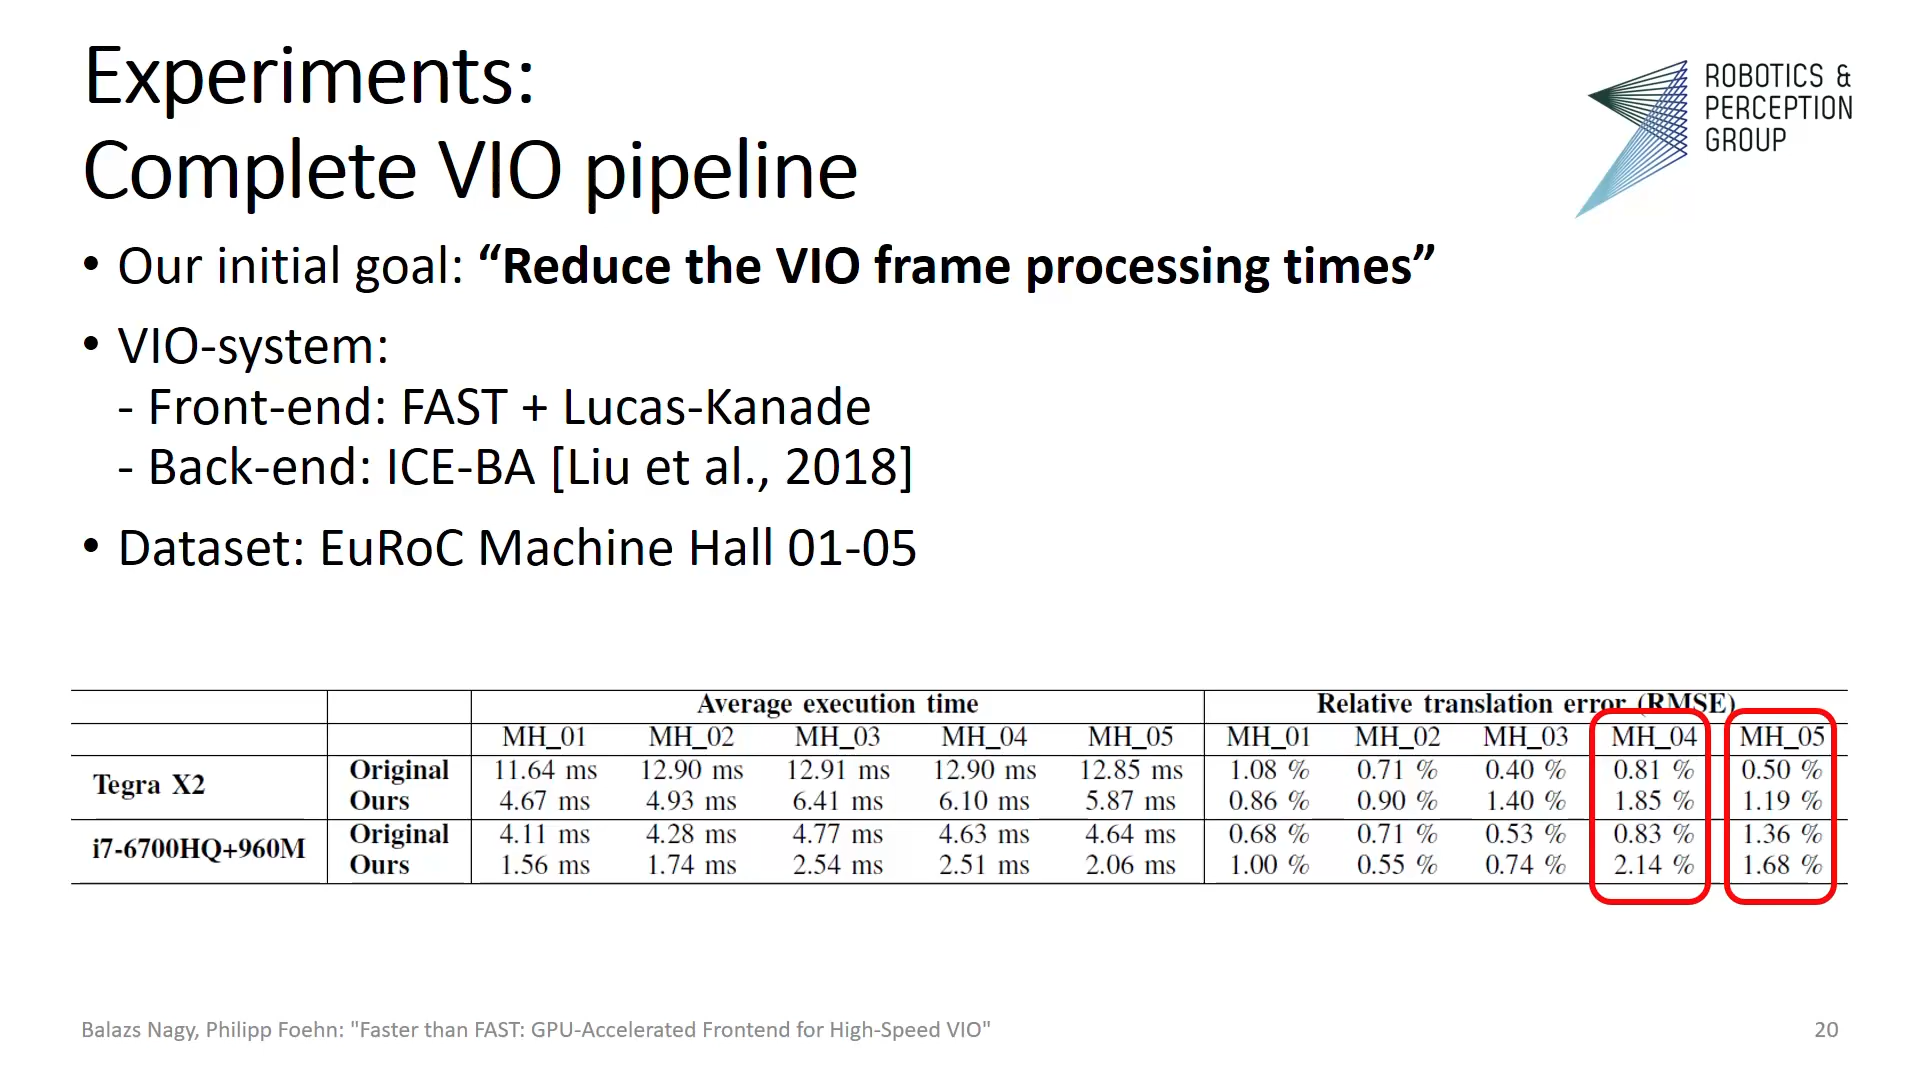 Experiments:
Complete VIO pipeline
ROBOTICS &
PERCEPTION
GROUP
• Our initial goal: “Reduce the VIO frame processing times”
• VIO-system:
- Front-end: FAST + Lucas-Kanade
- Back-end: ICE-BA [Liu et al., 2018]
• Dataset: EuRoC Machine Hall 01-05
Average execution time Relative translation error (RMSE)
MH_01 MH_02 MH_03 MH_04 MH_05 MH_01 MH_02 MH_03 MH_04 MH_05
Tegra X2
Original 11.64 ms 12.90 ms 12.91 ms 12.90 ms 12.85 ms 1.08 % 0.71 % 0.40 % 0.81 % 0.50 %
Ours 4.67 ms 4.93 ms 6.41 ms 6.10 ms 5.87 ms 0.86 % 0.90 % 1.40 % 1.85 % 1.19 %
i7-6700HQ+960M
Original 4.11 ms 4.28 ms 4.77 ms 4.63 ms 4.64 ms 0.68 % 0.71 % 0.53 % 0.83 % 1.36 %
Ours 1.56 ms 1.74 ms 2.54 ms 2.51 ms 2.06 ms 1.00 % 0.55 % 0.74 % 2.14 % 1.68 %
Balazs Nagy, Philipp Foehn: "Faster than FAST: GPU-Accelerated Frontend for High-Speed VIO" 20